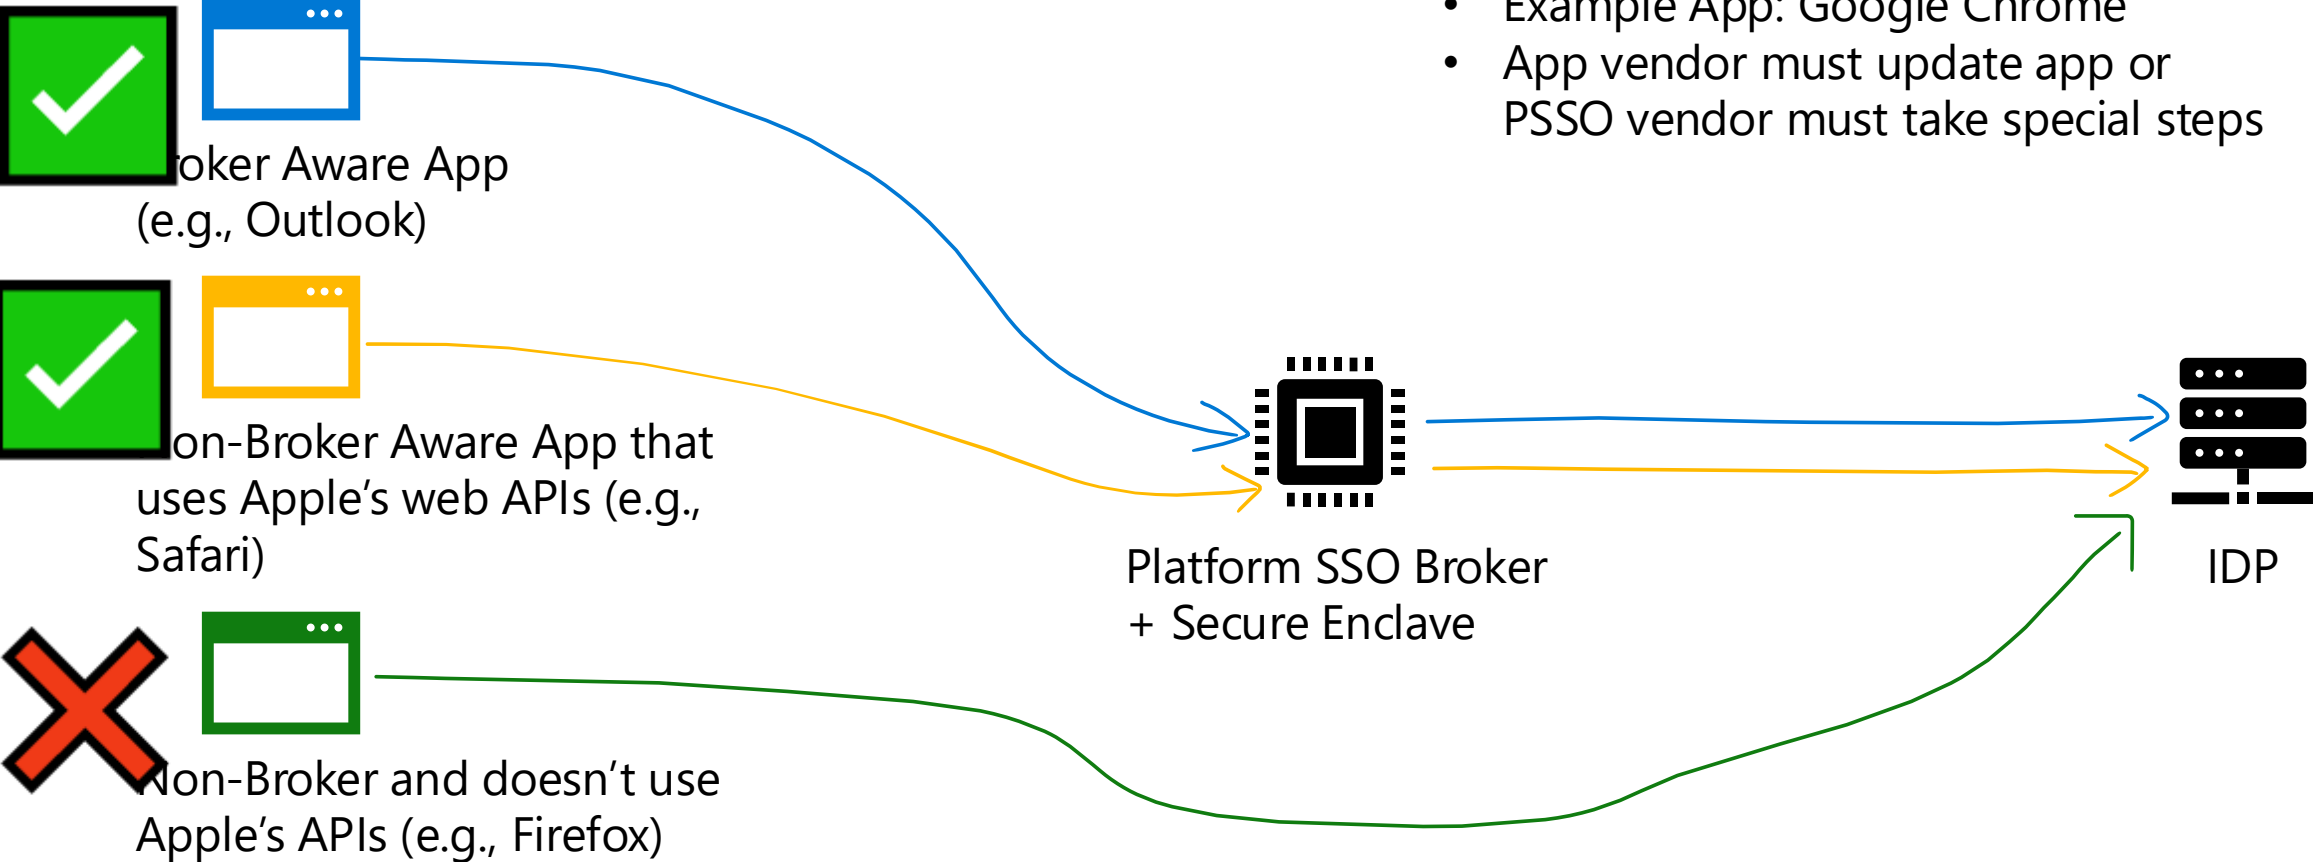 • Example App: Google Chrome
• App vendor must update app or
PSSO vendor must take special steps
roker Aware App
(e.g., Outlook)
on-Broker Aware App that
uses Apple’s web APIs (e.g.,
Safari)
Platform SSO Broker
+ Secure Enclave
IDP
Non-Broker and doesn’t use
Apple’s APIs (e.g., Firefox)